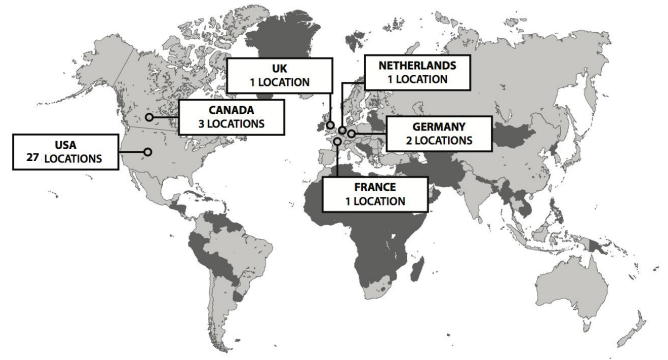 UK
1 LOCATION
NETHERLANDS
1 LOCATION
CANADA
3 LOCATIONS
GERMANY
2 LOCATIONS
USA
27 LOCATIONS
FRANCE
1 LOCATION